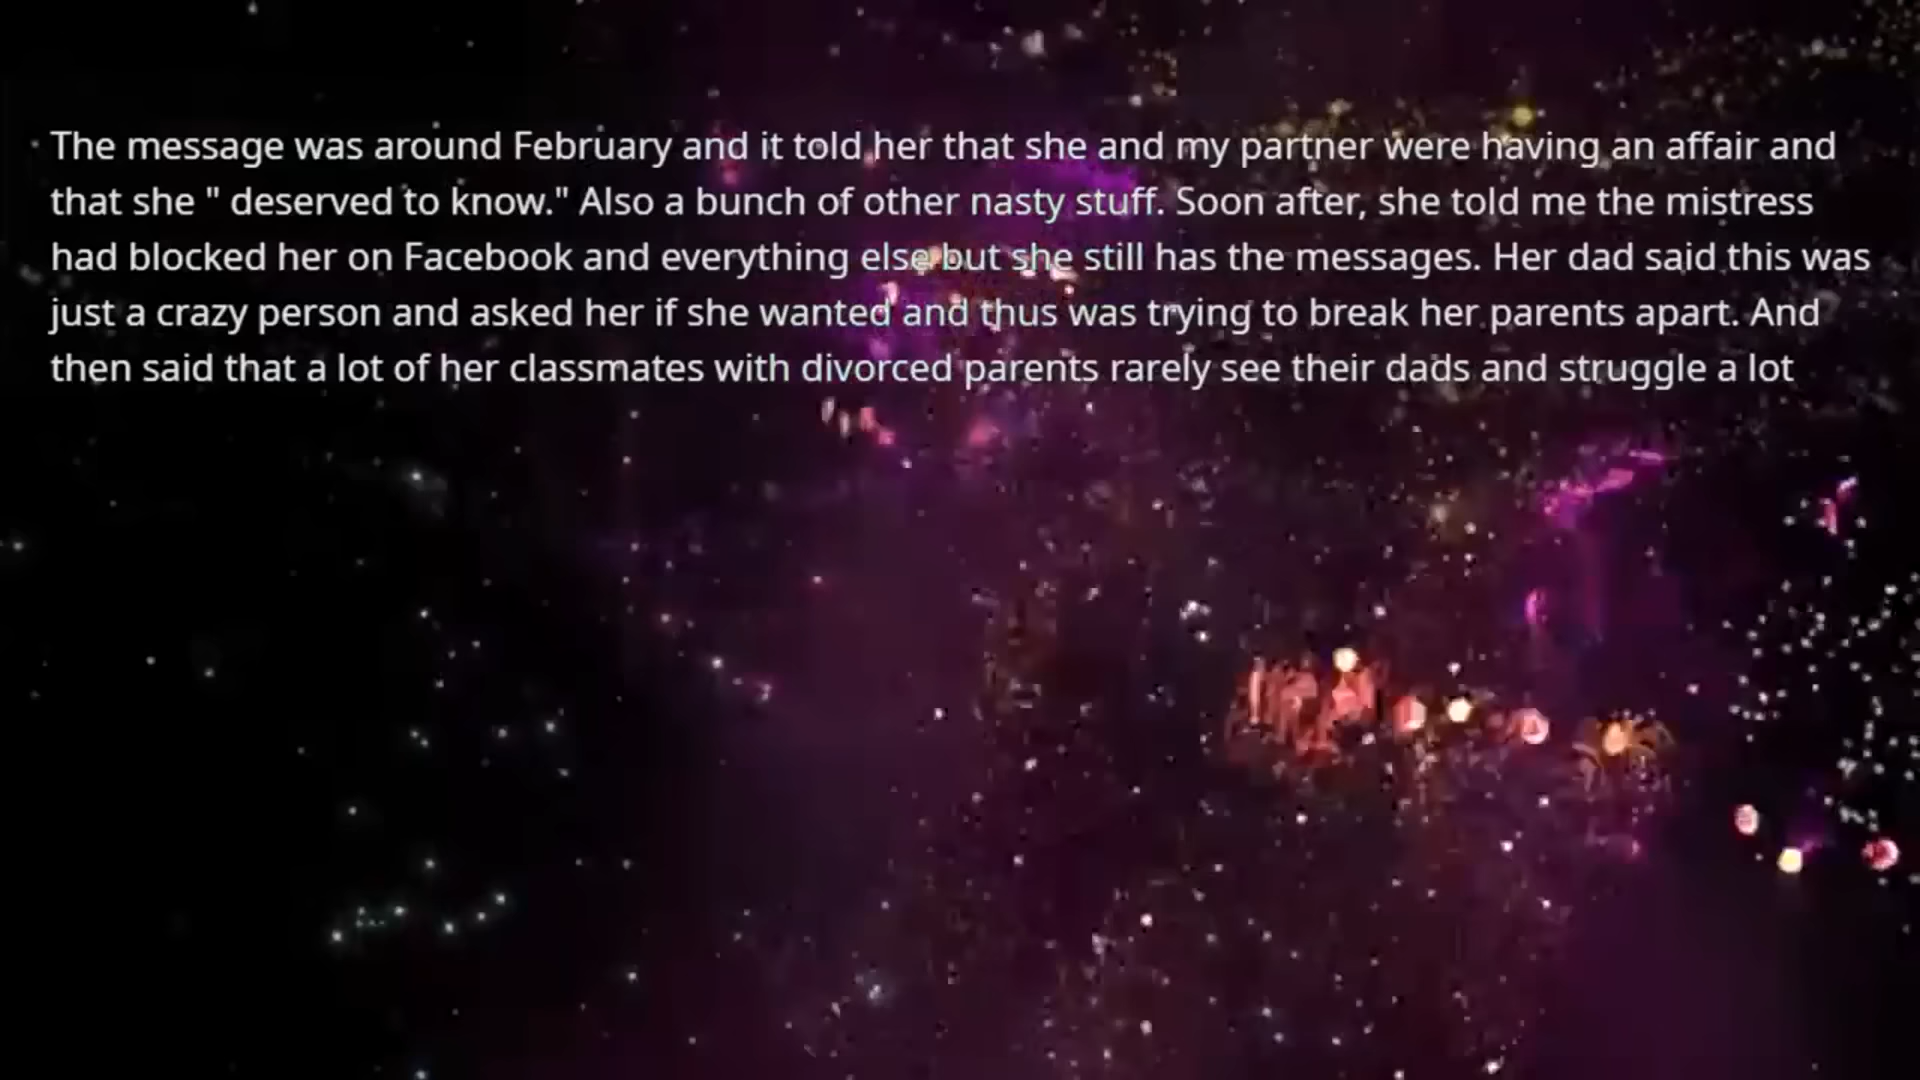 The message was around February and it told her that she and my partner were having an affair and
that she " deserved to know." Also a bunch of other nasty stuff. Soon after, she told me the mistress
had blocked her on Facebook and everything else but she still has the messages. Her dad said this was
just a crazy person and asked her if she wanted and thus was trying to break her parents apart. And
then said that a lot of her classmates with divorced parents rarely see their dads and struggle a lot